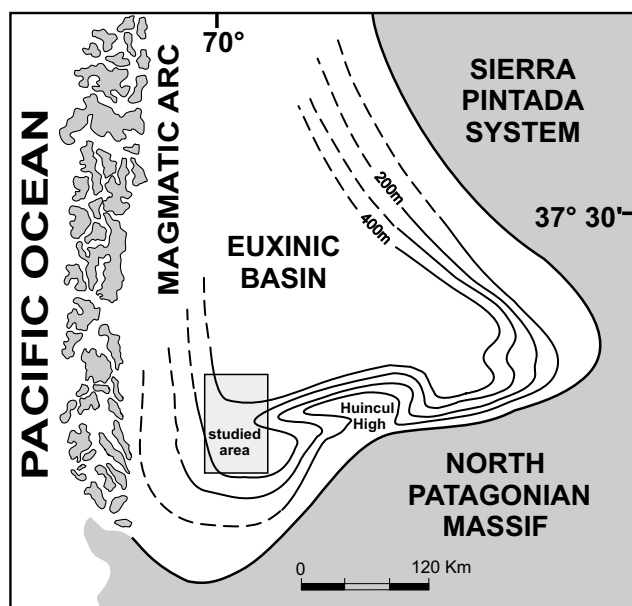 70°
SIERRA
PINTADA
SYSTEM
PACIFIC OCEAN
MAGMATIC ARC
200m
400m
37° 30'
EUXINIC
BASIN
Huincul
High
studied
area
NORTH
PATAGONIAN
MASSIF
0 120 Km